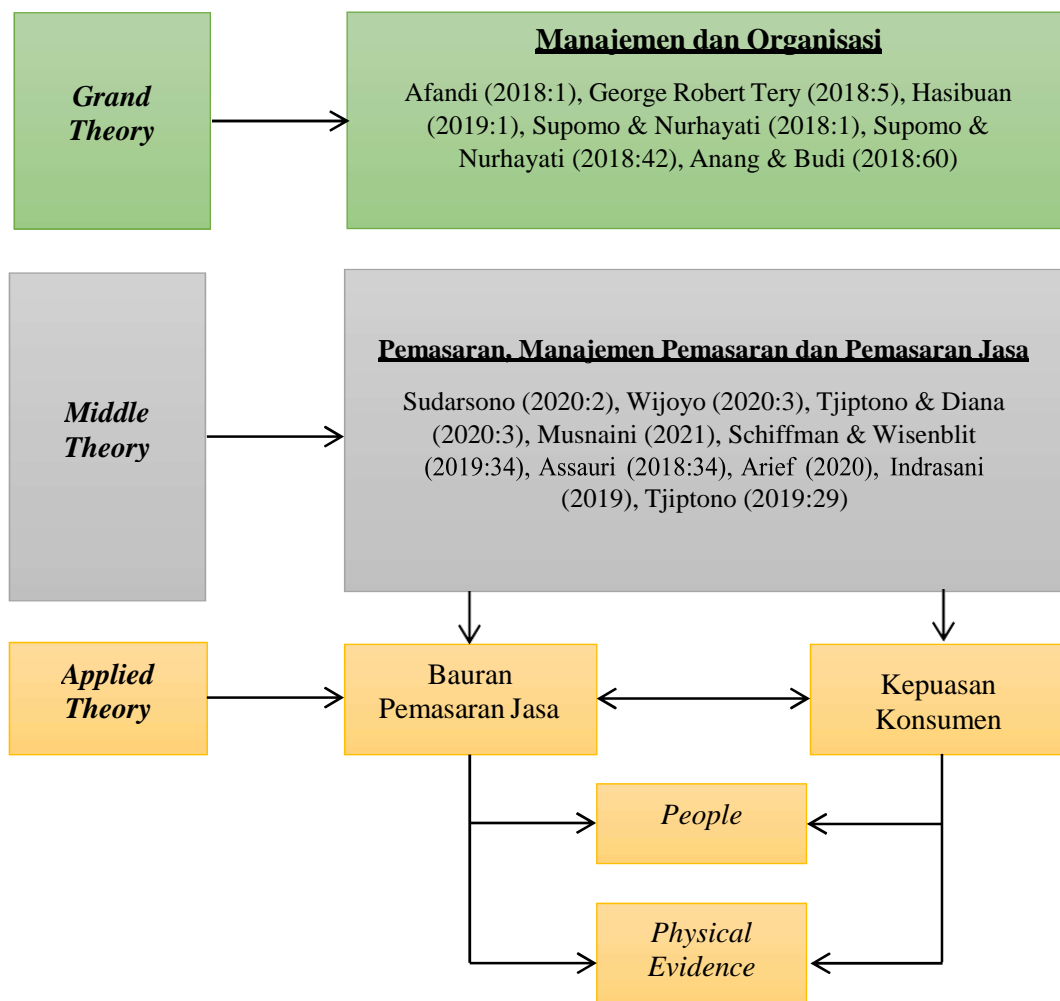 Grand
Theory
Manajemen dan Organisasi
Afandi (2018:1), George Robert Tery (2018:5), Hasibuan
(2019:1), Supomo & Nurhayati (2018:1), Supomo &
Nurhayati (2018:42), Anang & Budi (2018:60)
Middle
Theory
Pemasaran, Manajemen Pemasaran dan Pemasaran Jasa
Sudarsono (2020:2), Wijoyo (2020:3), Tjiptono & Diana
(2020:3), Musnaini (2021), Schiffman & Wisenblit
(2019:34), Assauri (2018:34), Arief (2020), Indrasani
(2019), Tjiptono (2019:29)
Applied
Theory
Bauran
Pemasaran Jasa
Kepuasan
Konsumen
People
Physical
Evidence